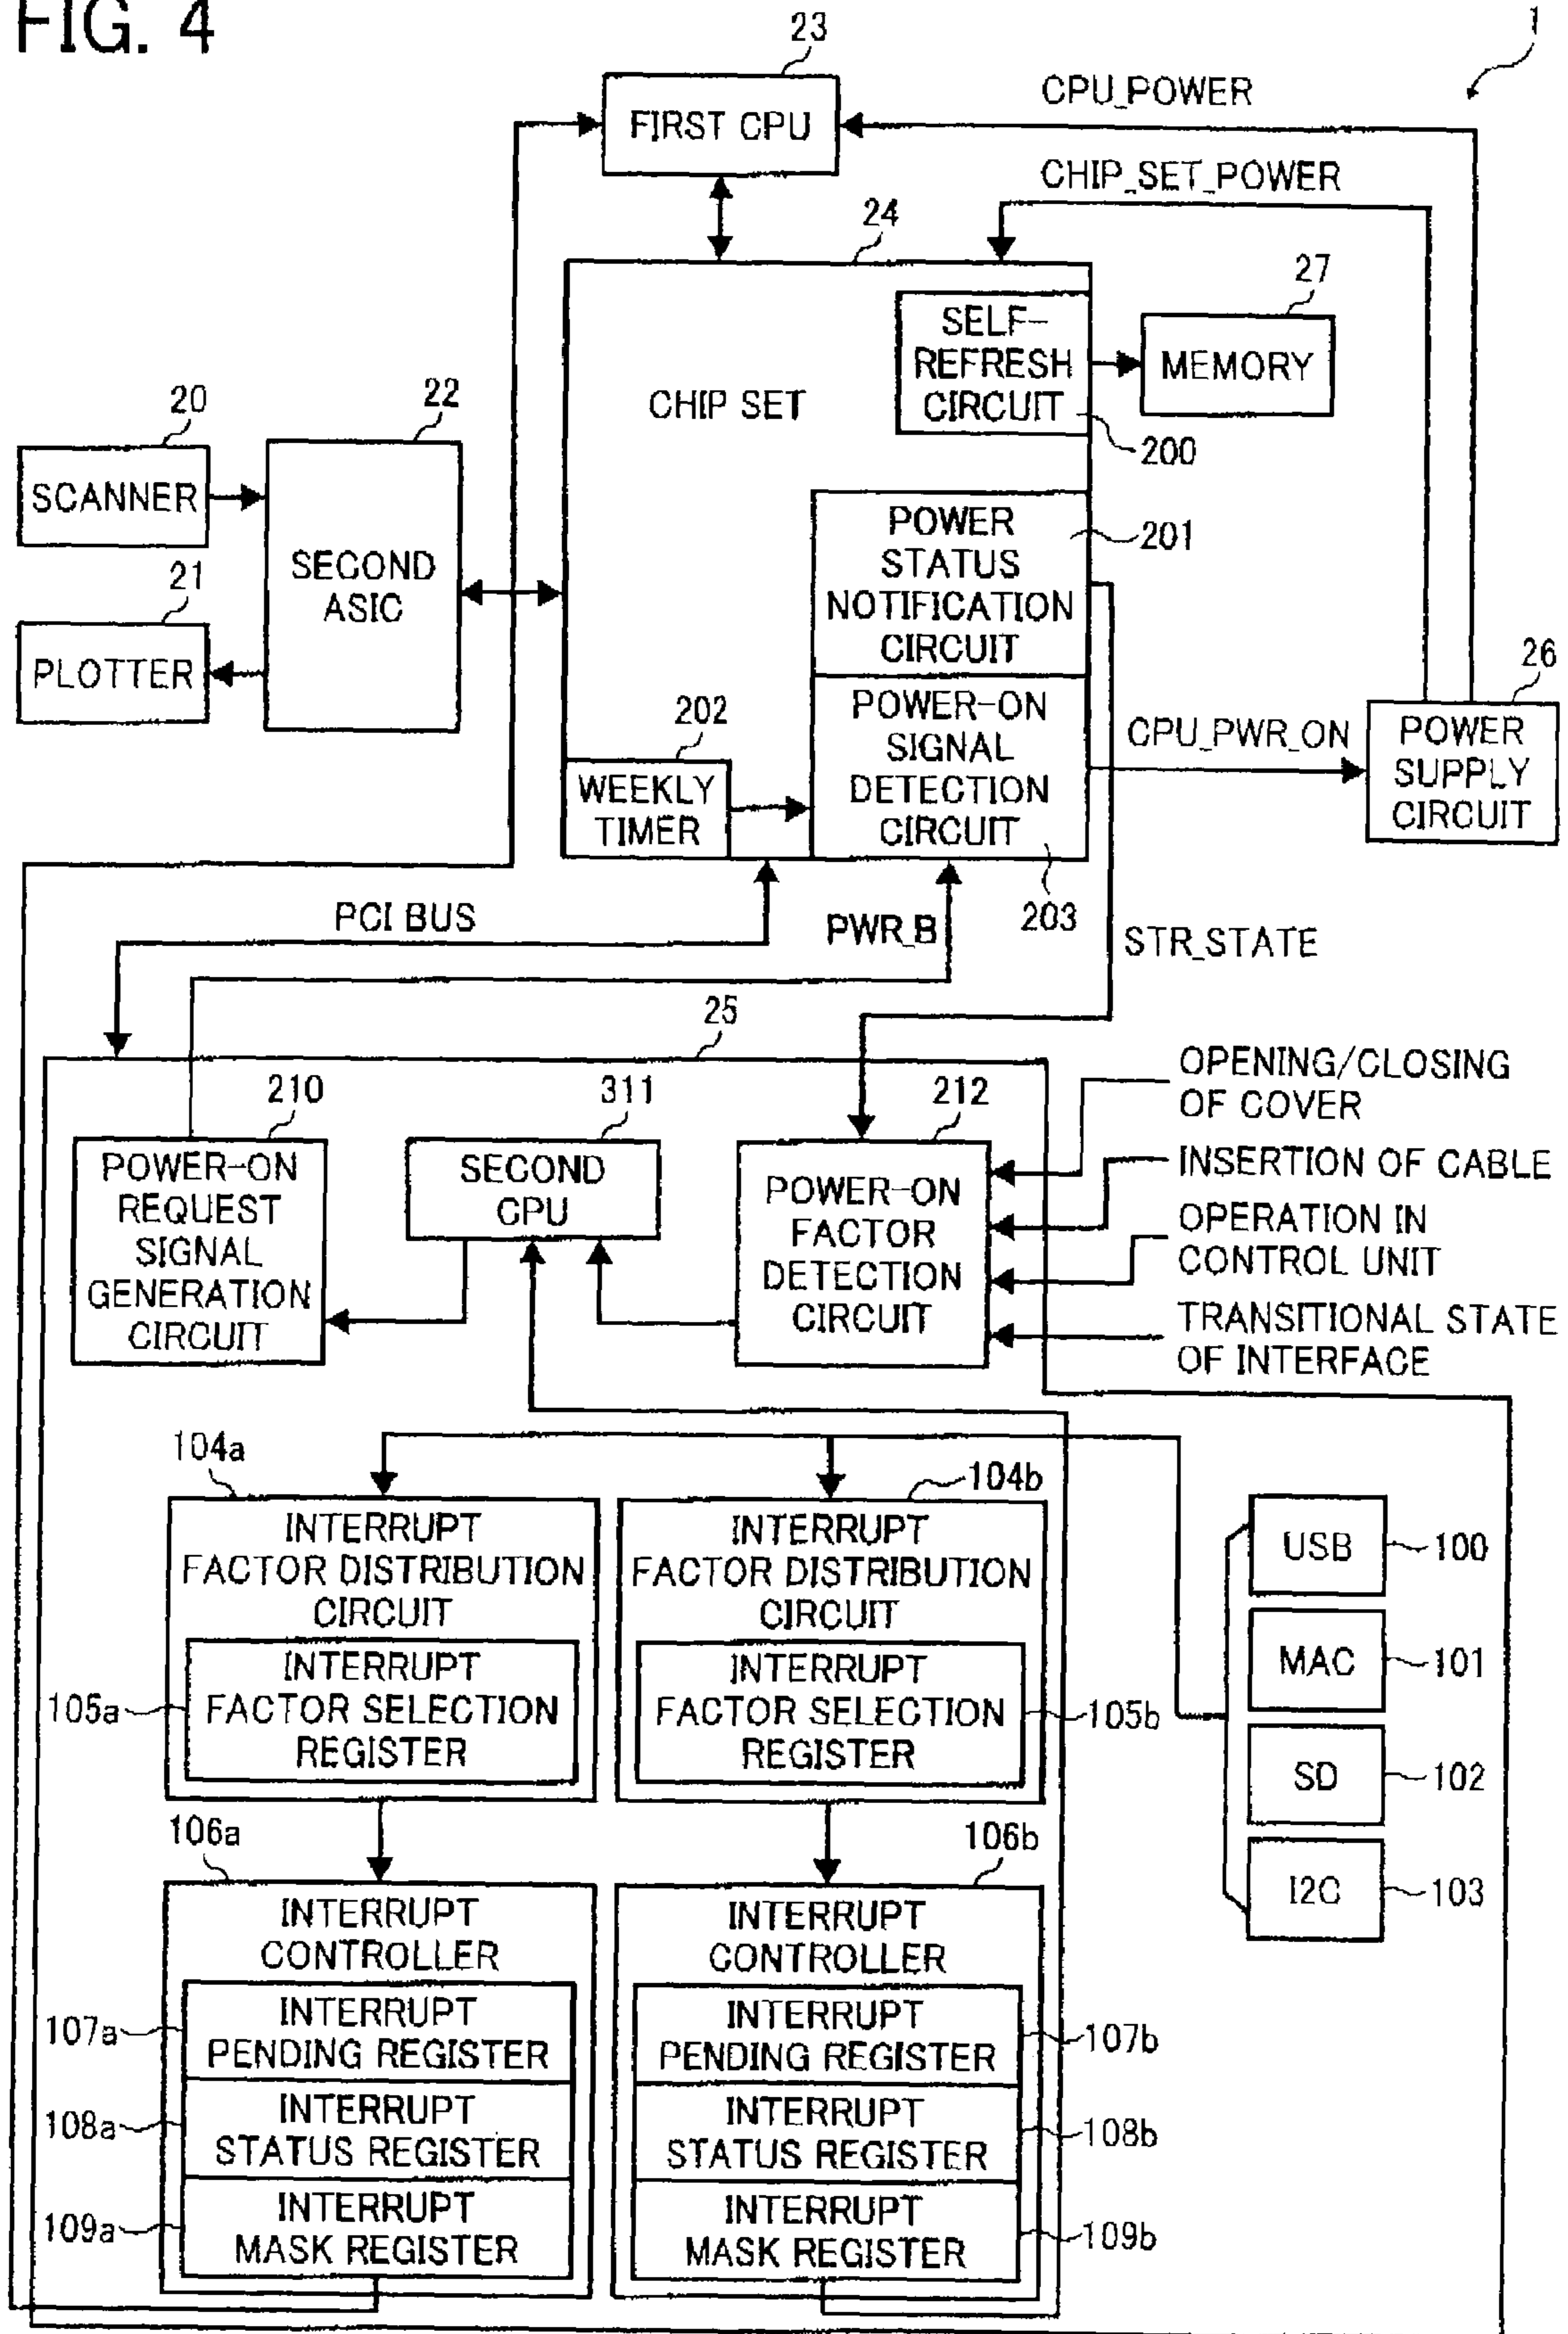 FIG. 4
1
23
FIRST CPU
CPU_POWER
CHIP_SET_POWER
24
CHIP SET
SELF-
REFRESH
CIRCUIT
200
27
MEMORY
20
SCANNER
22
SECOND
ASIC
21
PLOTTER
POWER
STATUS
NOTIFICATION
CIRCUIT
201
202
WEEKLY
TIMER
POWER-ON
SIGNAL
DETECTION
CIRCUIT
203
CPU_PWR_ON
26
POWER
SUPPLY
CIRCUIT
PCI BUS
PWR_B
STR_STATE
25
210
POWER-ON
REQUEST
SIGNAL
GENERATION
CIRCUIT
311
SECOND
CPU
212
POWER-ON
FACTOR
DETECTION
CIRCUIT
OPENING/CLOSING
OF COVER
INSERTION OF CABLE
OPERATION IN
CONTROL UNIT
TRANSITIONAL STATE
OF INTERFACE
104a
INTERRUPT
FACTOR DISTRIBUTION
CIRCUIT
105a
INTERRUPT
FACTOR SELECTION
REGISTER
104b
INTERRUPT
FACTOR DISTRIBUTION
CIRCUIT
INTERRUPT
FACTOR SELECTION
REGISTER
105b
USB
100
MAC
101
SD
102
I2C
103
106a
INTERRUPT
CONTROLLER
107a
INTERRUPT
PENDING REGISTER
108a
INTERRUPT
STATUS REGISTER
109a
INTERRUPT
MASK REGISTER
106b
INTERRUPT
CONTROLLER
INTERRUPT
PENDING REGISTER
107b
INTERRUPT
STATUS REGISTER
108b
INTERRUPT
MASK REGISTER
109b